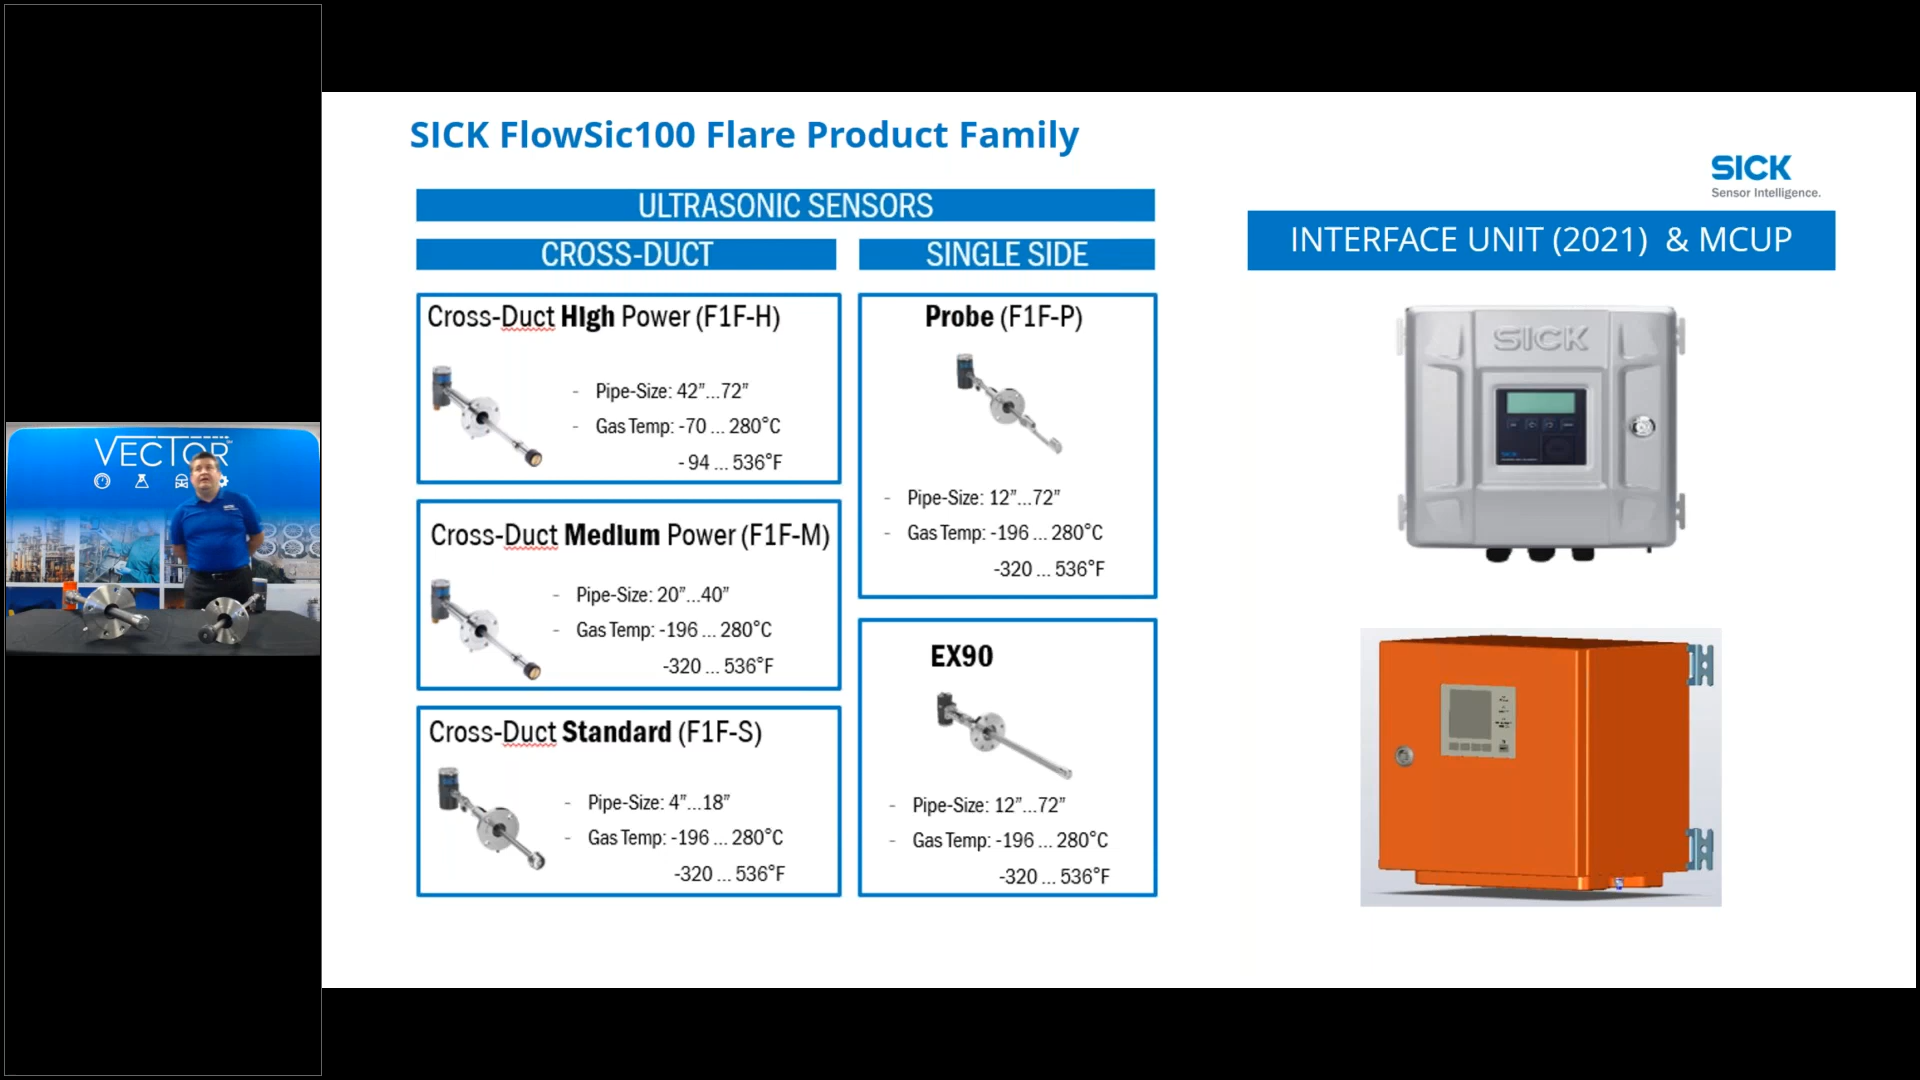 VECTOR
SICK FlowSic100 Flare Product Family
SICK
Sensor Intelligence.
ULTRASONIC SENSORS
CROSS-DUCT
SINGLE SIDE
INTERFACE UNIT (2021) & MCUP
Cross-Duct High Power (F1F-H)
- Pipe-Size: 42”...72”
- Gas Temp: -70 ... 280°C
- 94 ... 536°F
Cross-Duct Medium Power (F1F-M)
- Pipe-Size: 20”...40”
- Gas Temp: -196 ... 280°C
-320 ... 536°F
Cross-Duct Standard (F1F-S)
- Pipe-Size: 4”...18”
- Gas Temp: -196 ... 280°C
-320 ... 536°F
Probe (F1F-P)
- Pipe-Size: 12”...72”
- Gas Temp: -196 ... 280°C
-320 ... 536°F
EX90
- Pipe-Size: 12”...72”
- Gas Temp: -196 ... 280°C
-320 ... 536°F
SICK